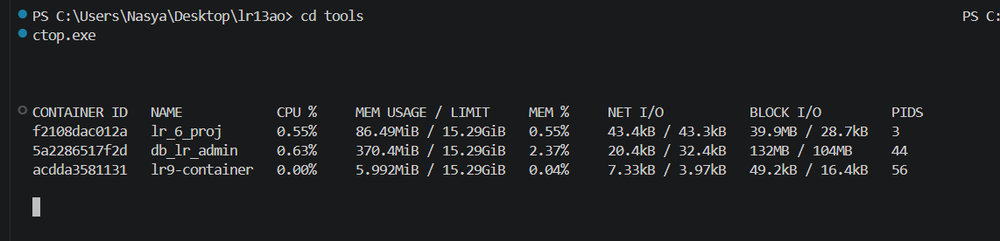 PS C:\Users\Nasya\Desktop\lr13ao> cd tools PS C:
ctop.exe
CONTAINER ID NAME CPU % MEM USAGE / LIMIT MEM % NET I/O BLOCK I/O PIDS
f2108dac012a lr_6_proj 0.55% 86.49MiB / 15.29GiB 0.55% 43.4kB / 43.3kB 39.9MB / 28.7kB 3
5a2286517f2d db_lr_admin 0.63% 370.4MiB / 15.29GiB 2.37% 20.4kB / 32.4kB 132MB / 104MB 44
acdda3581131 lr9-container 0.00% 5.992MiB / 15.29GiB 0.04% 7.33kB / 3.97kB 49.2kB / 16.4kB 56